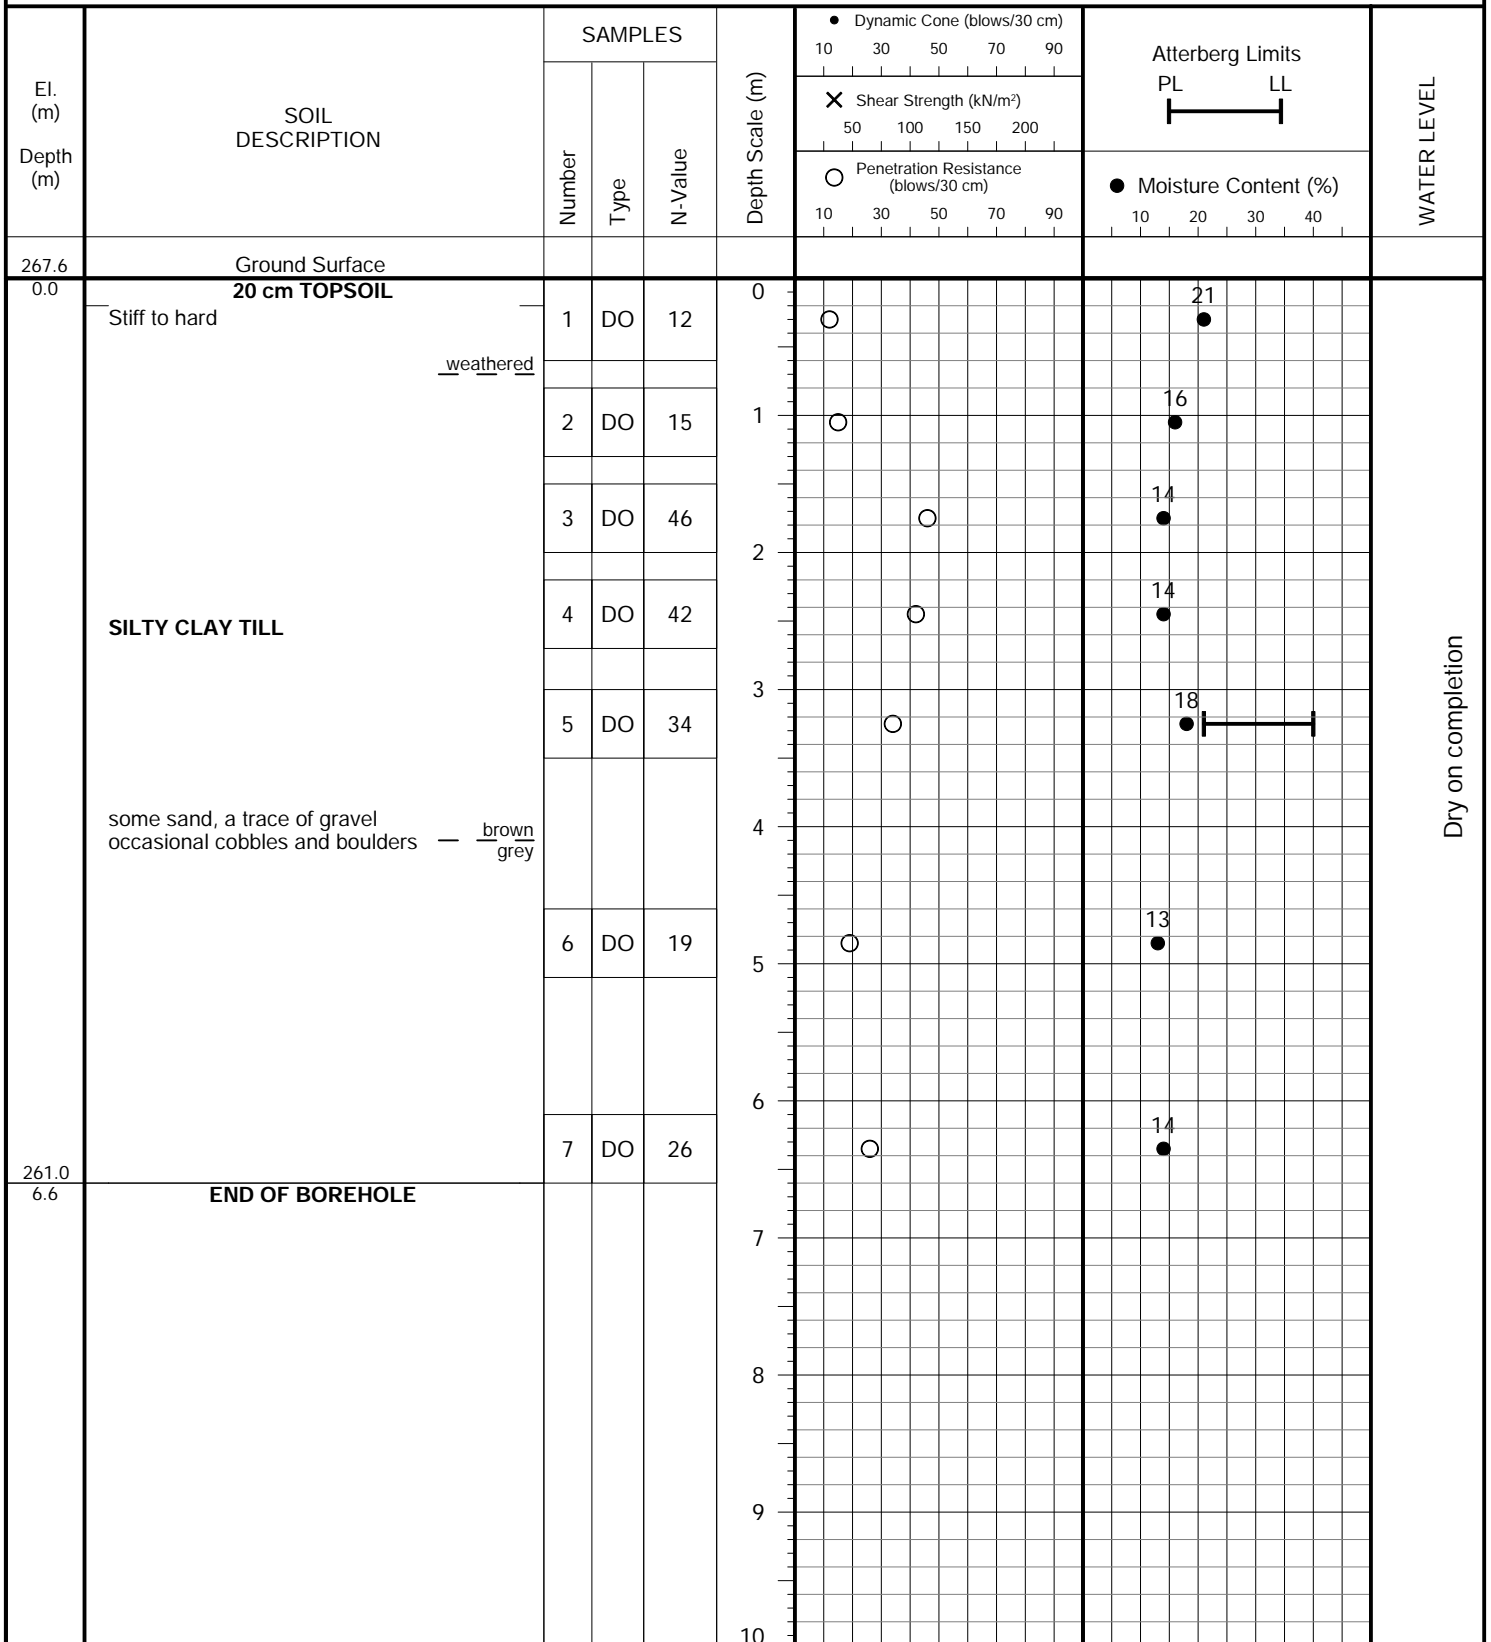 El.
(m)
Depth
(m)
SOIL
DESCRIPTION
SAMPLES
Number
Type
N-Value
Depth Scale (m)
Dynamic Cone (blows/30 cm)
10 30 50 70 90
Shear Strength (kN/m²)
50 100 150 200
Penetration Resistance
(blows/30 cm)
10 30 50 70 90
Atterberg Limits
PL LL
Moisture Content (%)
10 20 30 40
WATER LEVEL
267.6 Ground Surface
0.0 20 cm TOPSOIL 0
21
Stiff to hard 1 DO 12
weathered
16
1
2 DO 15
14
3 DO 46
2
14
4 DO 42
SILTY CLAY TILL
3
18
5 DO 34
Dry on completion
some sand, a trace of gravel
4
brown
occasional cobbles and boulders
grey
13
6 DO 19
5
6
14
7 DO 26
261.0
6.6 END OF BOREHOLE
7
8
9
10